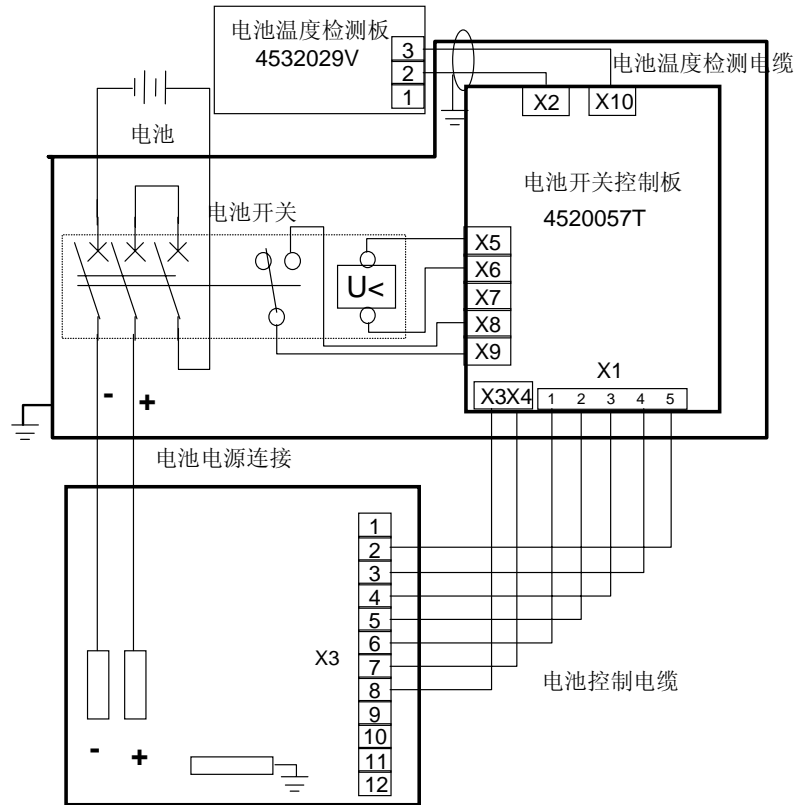 电池温度检测板
4532029V
3
2
1
电池温度检测电缆
X2
X10
电池
电池开关控制板
4520057T
电池开关
X5
X6
X7
X8
X9
U<
X1
X3X4
1 2 3 4 5
- +
电池电源连接
1
2
3
4
5
6
7
8
9
10
11
12
X3
电池控制电缆
- +